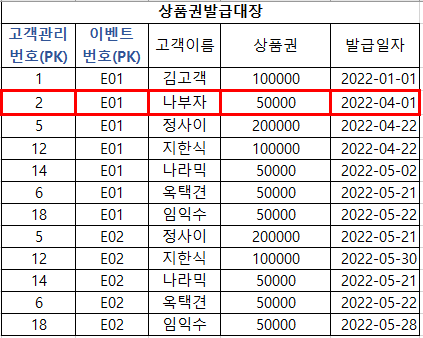 상품권발급대장
고객관리번호(PK) 이벤트번호(PK) 고객이름 상품권 발급일자
1 E01 김고객 100000 2022-01-01
2 E01 나부자 50000 2022-04-01
5 E01 정사이 200000 2022-04-22
12 E01 지한식 100000 2022-04-22
14 E01 나라믹 50000 2022-05-02
6 E01 옥택견 50000 2022-05-21
18 E01 임익수 50000 2022-05-22
5 E02 정사이 200000 2022-05-21
12 E02 지한식 100000 2022-05-30
14 E02 나라믹 50000 2022-05-21
6 E02 옥택견 50000 2022-05-22
18 E02 임익수 50000 2022-05-28